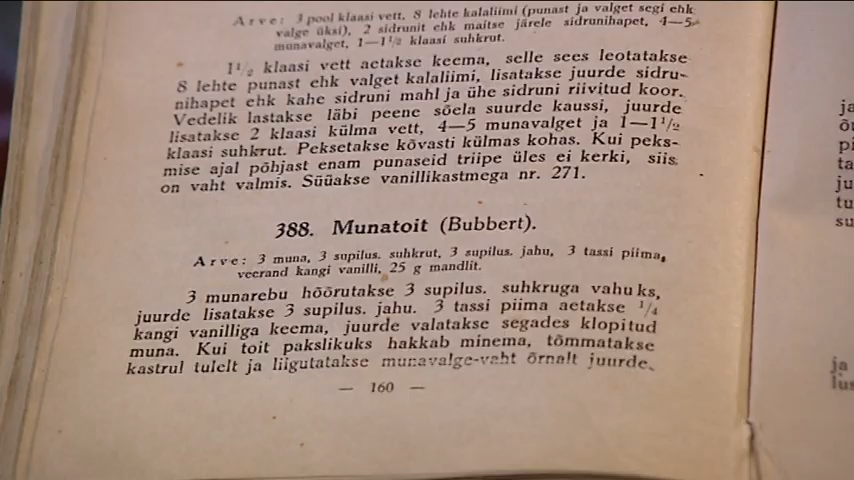 Arve: 3 pool klaasi vett, 8 lehte kalaliimi (punast ja valget segi ehk
valge üksi), 2 sidrunit ehk maitse järele sidrunihapet, 4—5
munavalget, 1—1½ klaasi suhkrut.
1½ klaasi vett aetakse keema, selle sees leotatakse
8 lehte punast ehk valget kalaliimi, lisatakse juurde sidru-
nihapet ehk kahe sidruni mahl ja ühe sidruni riivitud koor.
Vedelik lastakse läbi peene sõela suurde kaussi, juurde
lisatakse 2 klaasi külma vett, 4—5 munavalget ja 1—1½
klaasi suhkrut. Peksetakse kõvasti külmas kohas. Kui peks-
mise ajal põhjast enam punaseid triipe üles ei kerki, siis
on vaht valmis. Süüakse vanillikastmega nr. 271.
388. Munatoit (Bubbert).
Arve: 3 muna, 3 supilus. suhkrut, 3 supilus. jahu, 3 tassi piima,
veerand kangi vanilli, 25 g mandlit.
3 munarebu hõõrutakse 3 supilus. suhkruga vahuks,
juurde lisatakse 3 supilus. jahu. 3 tassi piima aetakse ¼
kangi vanilliga keema, juurde valatakse segades klopitud
muna. Kui toit pakslikuks hakkab minema, tõmmatakse
kastrul tulelt ja liigutatakse munavalge-vaht õrnalt juurde.
— 160 —
ja
pi
ta
ju
tu
su
ja